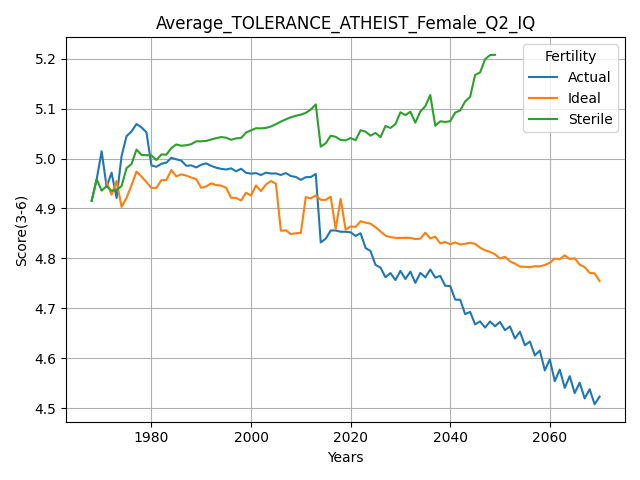 Average_TOLERANCE_ATHEIST_Female_Q2_IQ
Fertility
Actual
Ideal
Sterile
Score(3-6)
5.2
5.1
5.0
4.9
4.8
4.7
4.6
4.5
1980 2000 2020 2040 2060
Years